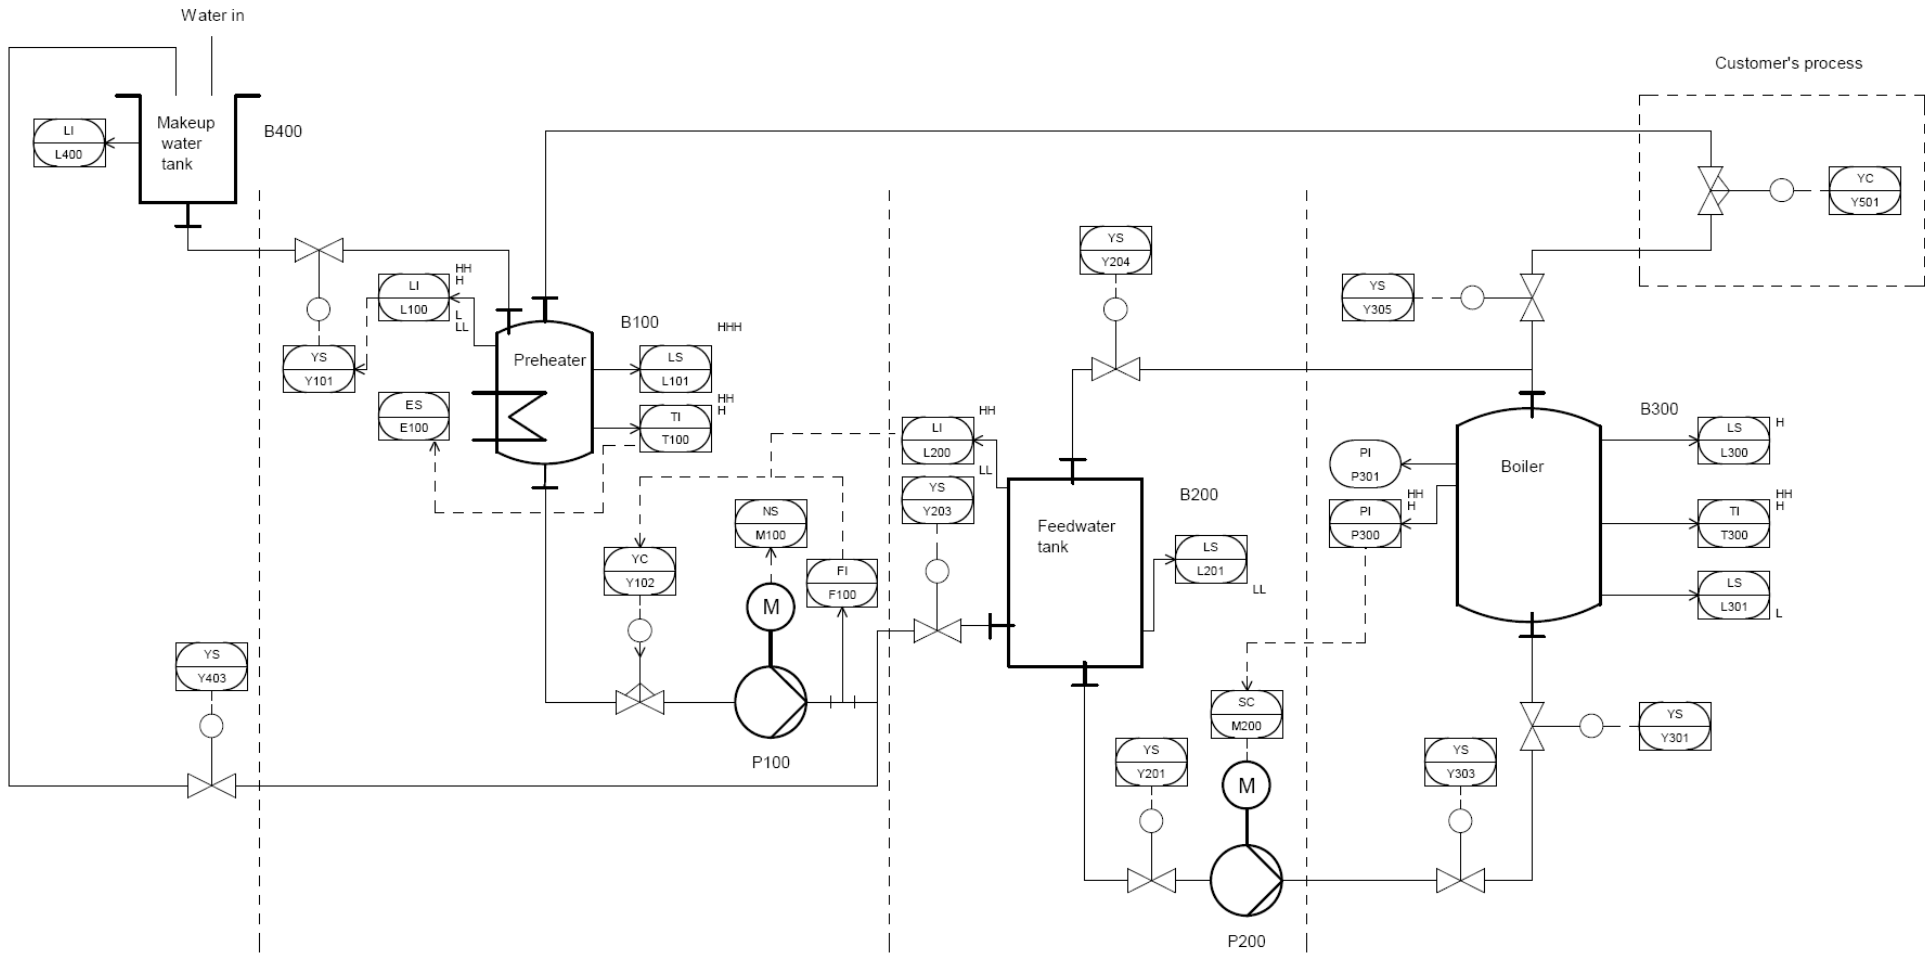 Water in
Customer's process
Makeup
water
tank
B400
LI
L400
YC
Y501
YS
Y204
HH
H
LI
L100
L
LL
YS
Y305
B100
HHH
Preheater
LS
L101
YS
Y101
ES
E100
HH
H
TI
T100
HH
LI
L200
LL
B300
LS
L300
H
PI
P301
Boiler
YS
Y203
B200
NS
M100
Feedwater
tank
HH
H
PI
P300
HH
H
TI
T300
YC
Y102
FI
F100
LS
L201
LL
LS
L301
L
M
YS
Y403
SC
M200
YS
Y301
P100
YS
Y201
M
YS
Y303
P200